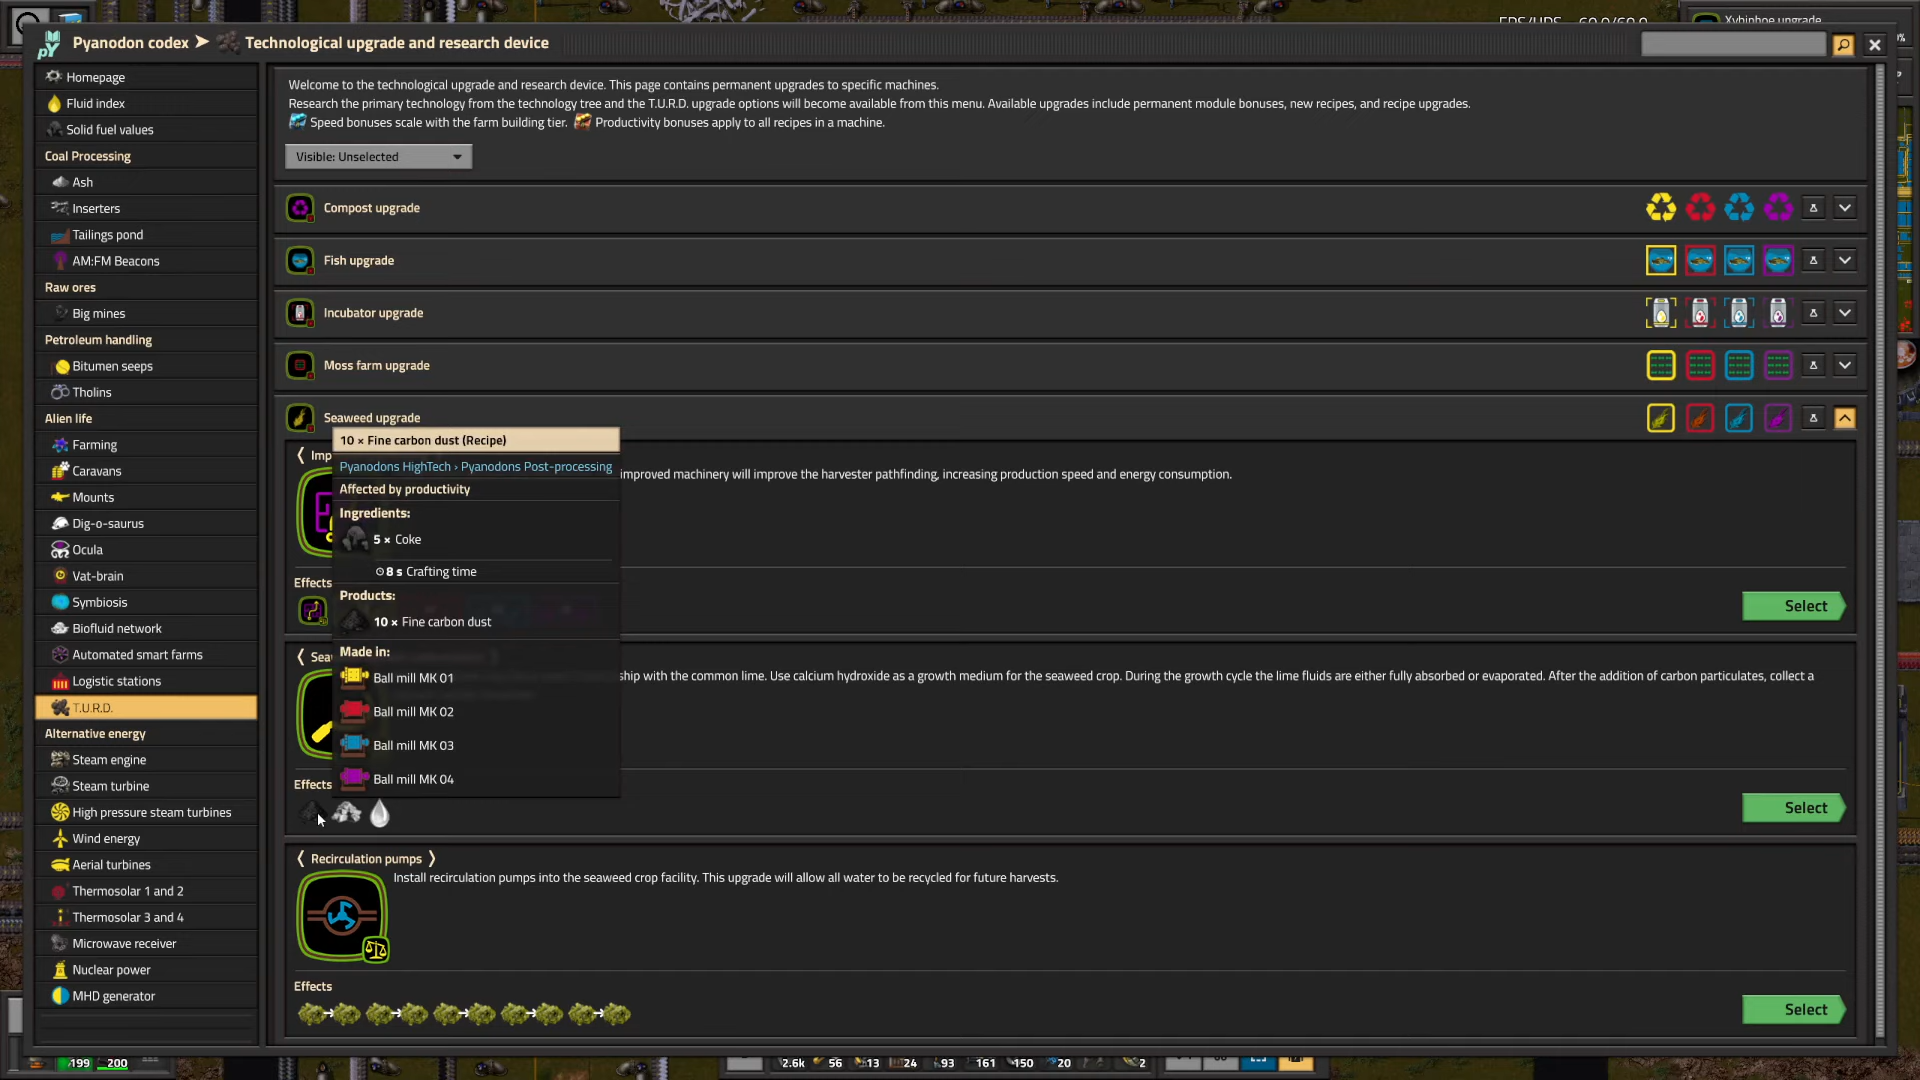 Pyanodon codex
Technological upgrade and research device
Xyhiphoe upgrade
Homepage
Fluid index
Solid fuel values
Coal Processing
Ash
Inserters
Tailings pond
AM:FM Beacons
Raw ores
Big mines
Petroleum handling
Bitumen seeps
Tholins
Alien life
Farming
Caravans
Mounts
Dig-o-saurus
Ocula
Vat-brain
Symbiosis
Biofluid network
Automated smart farms
Logistic stations
T.U.R.D.
Alternative energy
Steam engine
Steam turbine
High pressure steam turbines
Wind energy
Aerial turbines
Thermosolar 1 and 2
Thermosolar 3 and 4
Microwave receiver
Nuclear power
MHD generator
Welcome to the technological upgrade and research device. This page contains permanent upgrades to specific machines.
Research the primary technology from the technology tree and the T.U.R.D. upgrade options will become available from this menu. Available upgrades include permanent module bonuses, new recipes, and recipe upgrades.
Speed bonuses scale with the farm building tier. Productivity bonuses apply to all recipes in a machine.
Visible: Unselected
Compost upgrade
Fish upgrade
Incubator upgrade
Moss farm upgrade
Seaweed upgrade
10 × Fine carbon dust (Recipe)
Pyanodons HighTech › Pyanodons Post-processing
Affected by productivity
Ingredients:
5 × Coke
8 s Crafting time
Products:
10 × Fine carbon dust
Made in:
Ball mill MK 01
Ball mill MK 02
Ball mill MK 03
Ball mill MK 04
improved machinery will improve the harvester pathfinding, increasing production speed and energy consumption.
Effects
Select
ship with the common lime. Use calcium hydroxide as a growth medium for the seaweed crop. During the growth cycle the lime fluids are either fully absorbed or evaporated. After the addition of carbon particulates, collect a
Effects
Select
Recirculation pumps
Install recirculation pumps into the seaweed crop facility. This upgrade will allow all water to be recycled for future harvests.
Effects
Select
199 200 2.6k 56 13 24 93 161 150 20 2